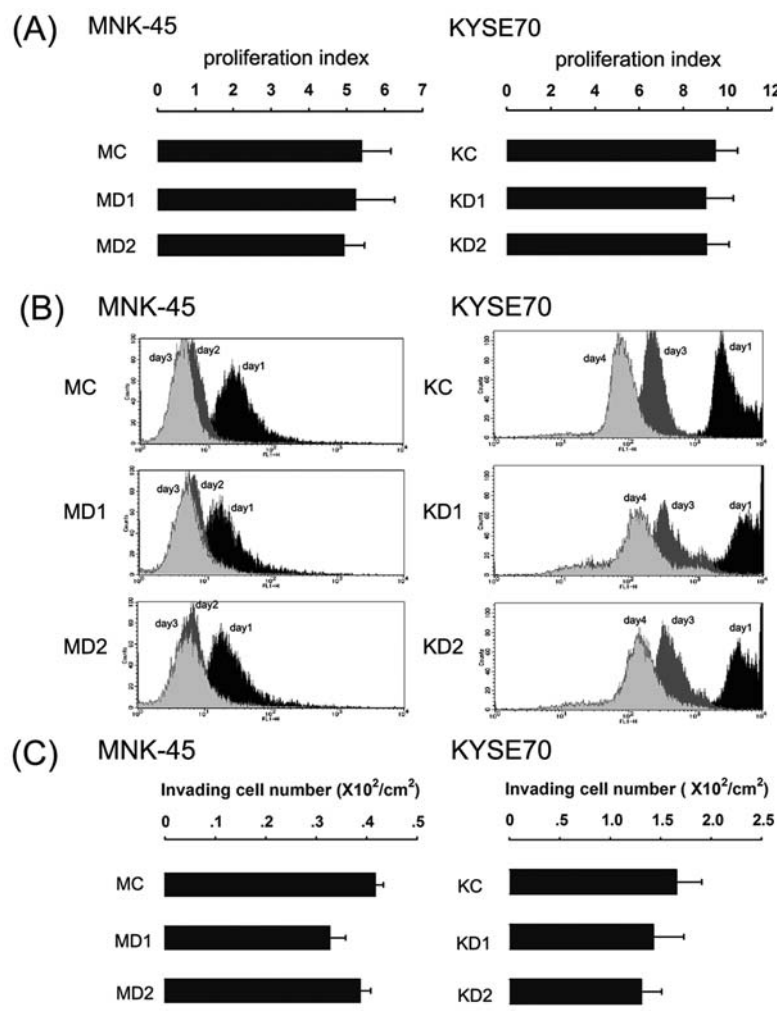 (A)
MNK-45
KYSE70
proliferation index
proliferation index
0 1 2 3 4 5 6 7
0 2 4 6 8 10 12
MC
MD1
MD2
KC
KD1
KD2
(B)
MNK-45
KYSE70
MC
day3
day2
day1
MD1
day3
day2
day1
MD2
day3
day2
day1
KC
day4
day3
day1
KD1
day4
day3
day1
KD2
day4
day3
day1
(C)
MNK-45
KYSE70
Invading cell number (X10²/cm²)
Invading cell number ( X10²/cm²)
0 .1 .2 .3 .4 .5
0 .5 1.0 1.5 2.0 2.5
MC
MD1
MD2
KC
KD1
KD2